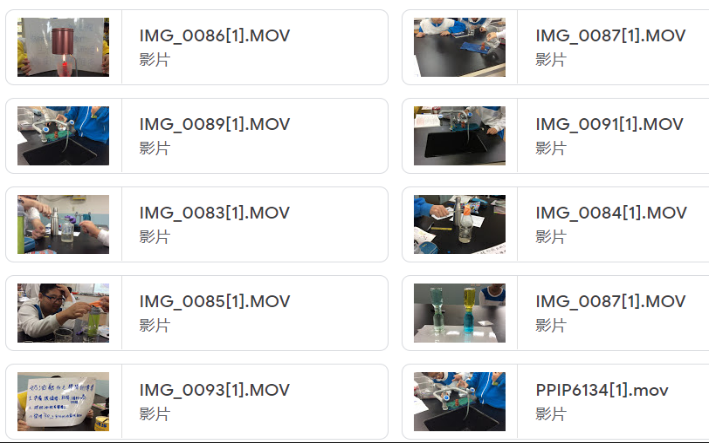 IMG_0086[1].MOV
影片
IMG_0087[1].MOV
影片
IMG_0089[1].MOV
影片
IMG_0091[1].MOV
影片
IMG_0083[1].MOV
影片
IMG_0084[1].MOV
影片
IMG_0085[1].MOV
影片
IMG_0087[1].MOV
影片
IMG_0093[1].MOV
影片
PPIP6134[1].mov
影片